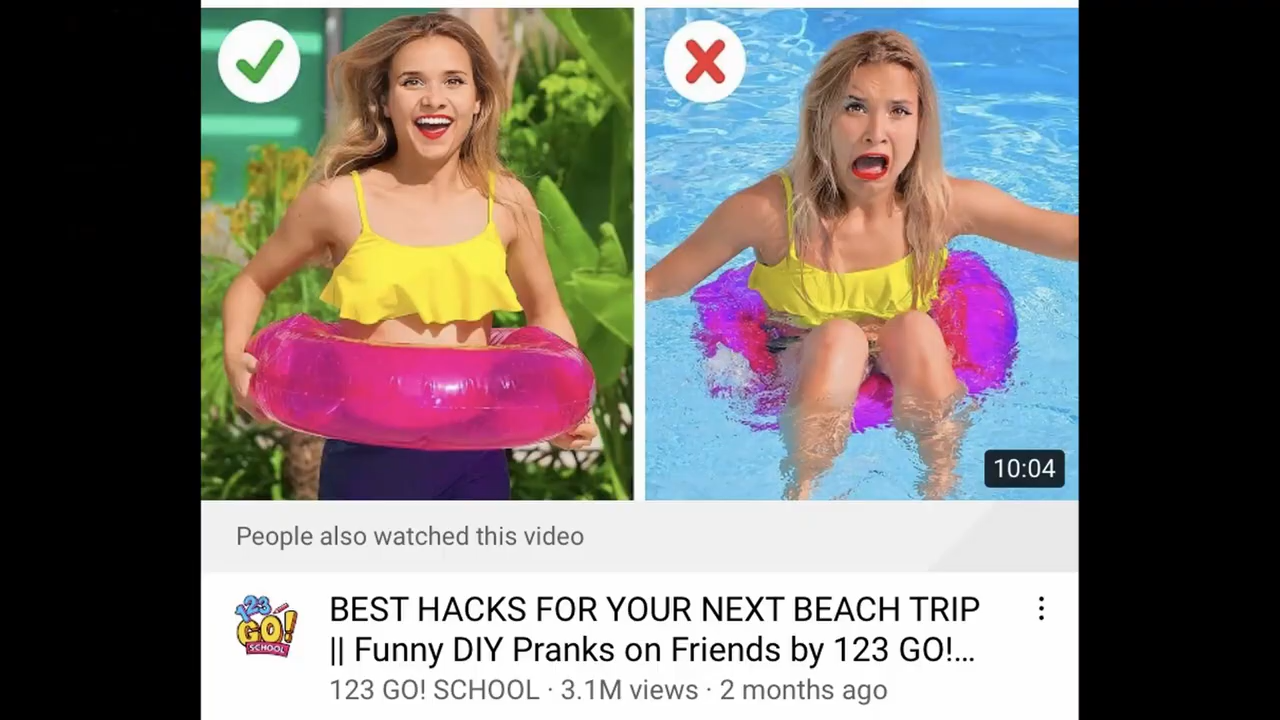 10:04
People also watched this video
123 GO! SCHOOL
BEST HACKS FOR YOUR NEXT BEACH TRIP
|| Funny DIY Pranks on Friends by 123 GO!...
123 GO! SCHOOL · 3.1M views · 2 months ago